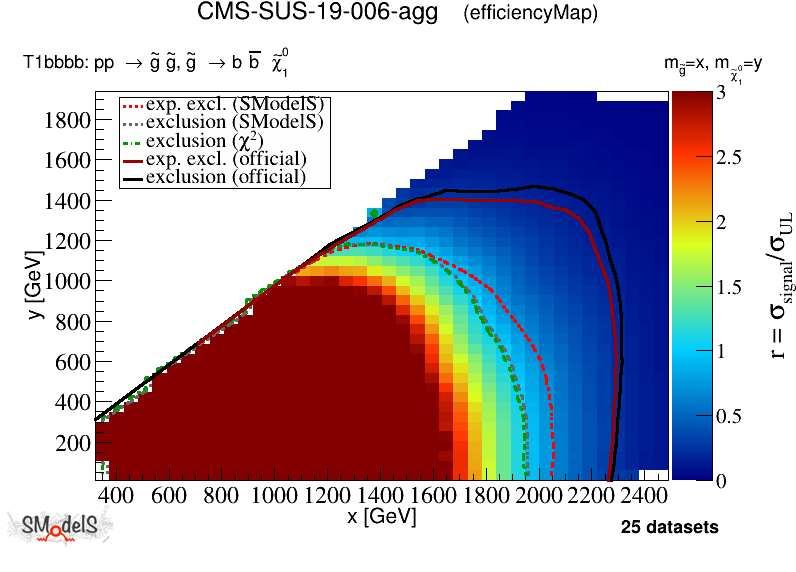 CMS-SUS-19-006-agg (efficiencyMap)
T1bbbb: pp → g̃ g̃, g̃ → b b̅ χ̃₁⁰
m_g̃=x, m_χ̃₁⁰=y
exp. excl. (SModelS)
exclusion (SModelS)
exclusion (χ²)
exp. excl. (official)
exclusion (official)
1800
1600
1400
1200
1000
800
600
400
200
y [GeV]
400 600 800 1000 1200 1400 1600 1800 2000 2200 2400
x [GeV]
3
2.5
2
1.5
1
0.5
0
r = σ_signal/σ_UL
SModelS
25 datasets